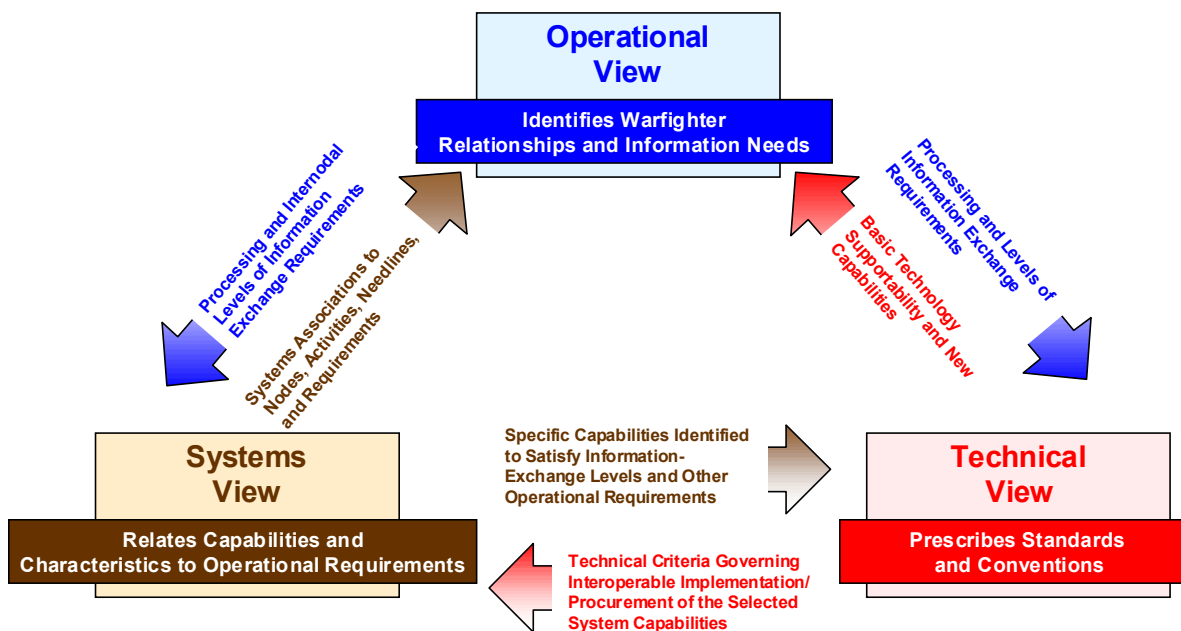 Operational
View
Identifies Warfighter
Relationships and Information Needs
Processing and Internodal
Levels of Information
Exchange Requirements
Systems Associations to
Nodes, Activities, Needlines,
and Requirements
Processing and Levels of
Information Exchange
Requirements
Basic Technology
Supportability and New
Capabilities
Systems
View
Relates Capabilities and
Characteristics to Operational Requirements
Specific Capabilities Identified
to Satisfy Information-
Exchange Levels and Other
Operational Requirements
Technical Criteria Governing
Interoperable Implementation/
Procurement of the Selected
System Capabilities
Technical
View
Prescribes Standards
and Conventions